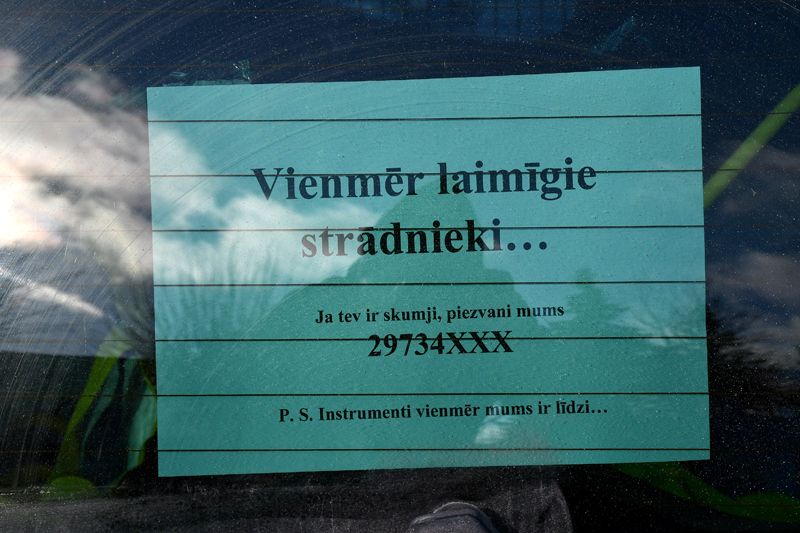 Vienmēr laimīgie
strādnieki...
Ja tev ir skumji, piezvani mums
29734XXX
P. S. Instrumenti vienmēr mums ir līdzi...